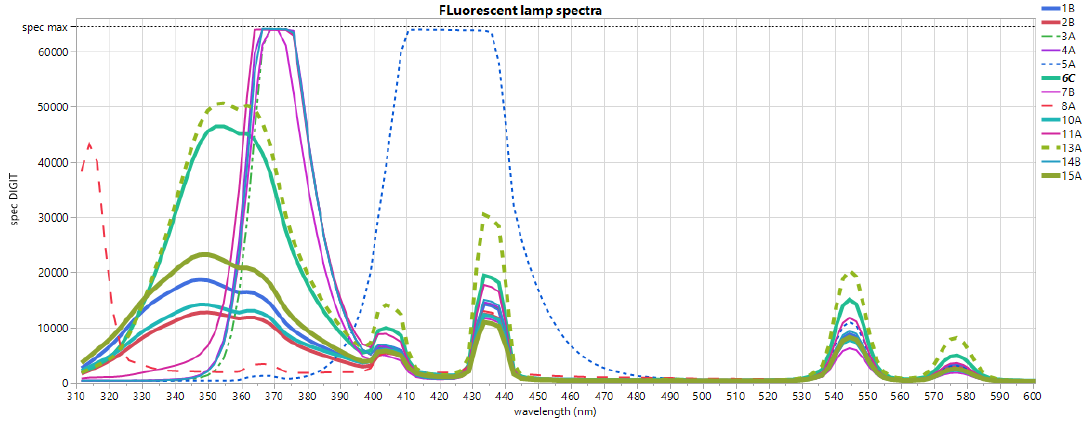 FLuorescent lamp spectra
spec max
60000
50000
40000
30000
20000
10000
0
spec DIGIT
310 320 330 340 350 360 370 380 390 400 410 420 430 440 450 460 470 480 490 500 510 520 530 540 550 560 570 580 590 600
wavelength (nm)
1B
2B
3A
4A
5A
6C
7B
8A
10A
11A
13A
14B
15A